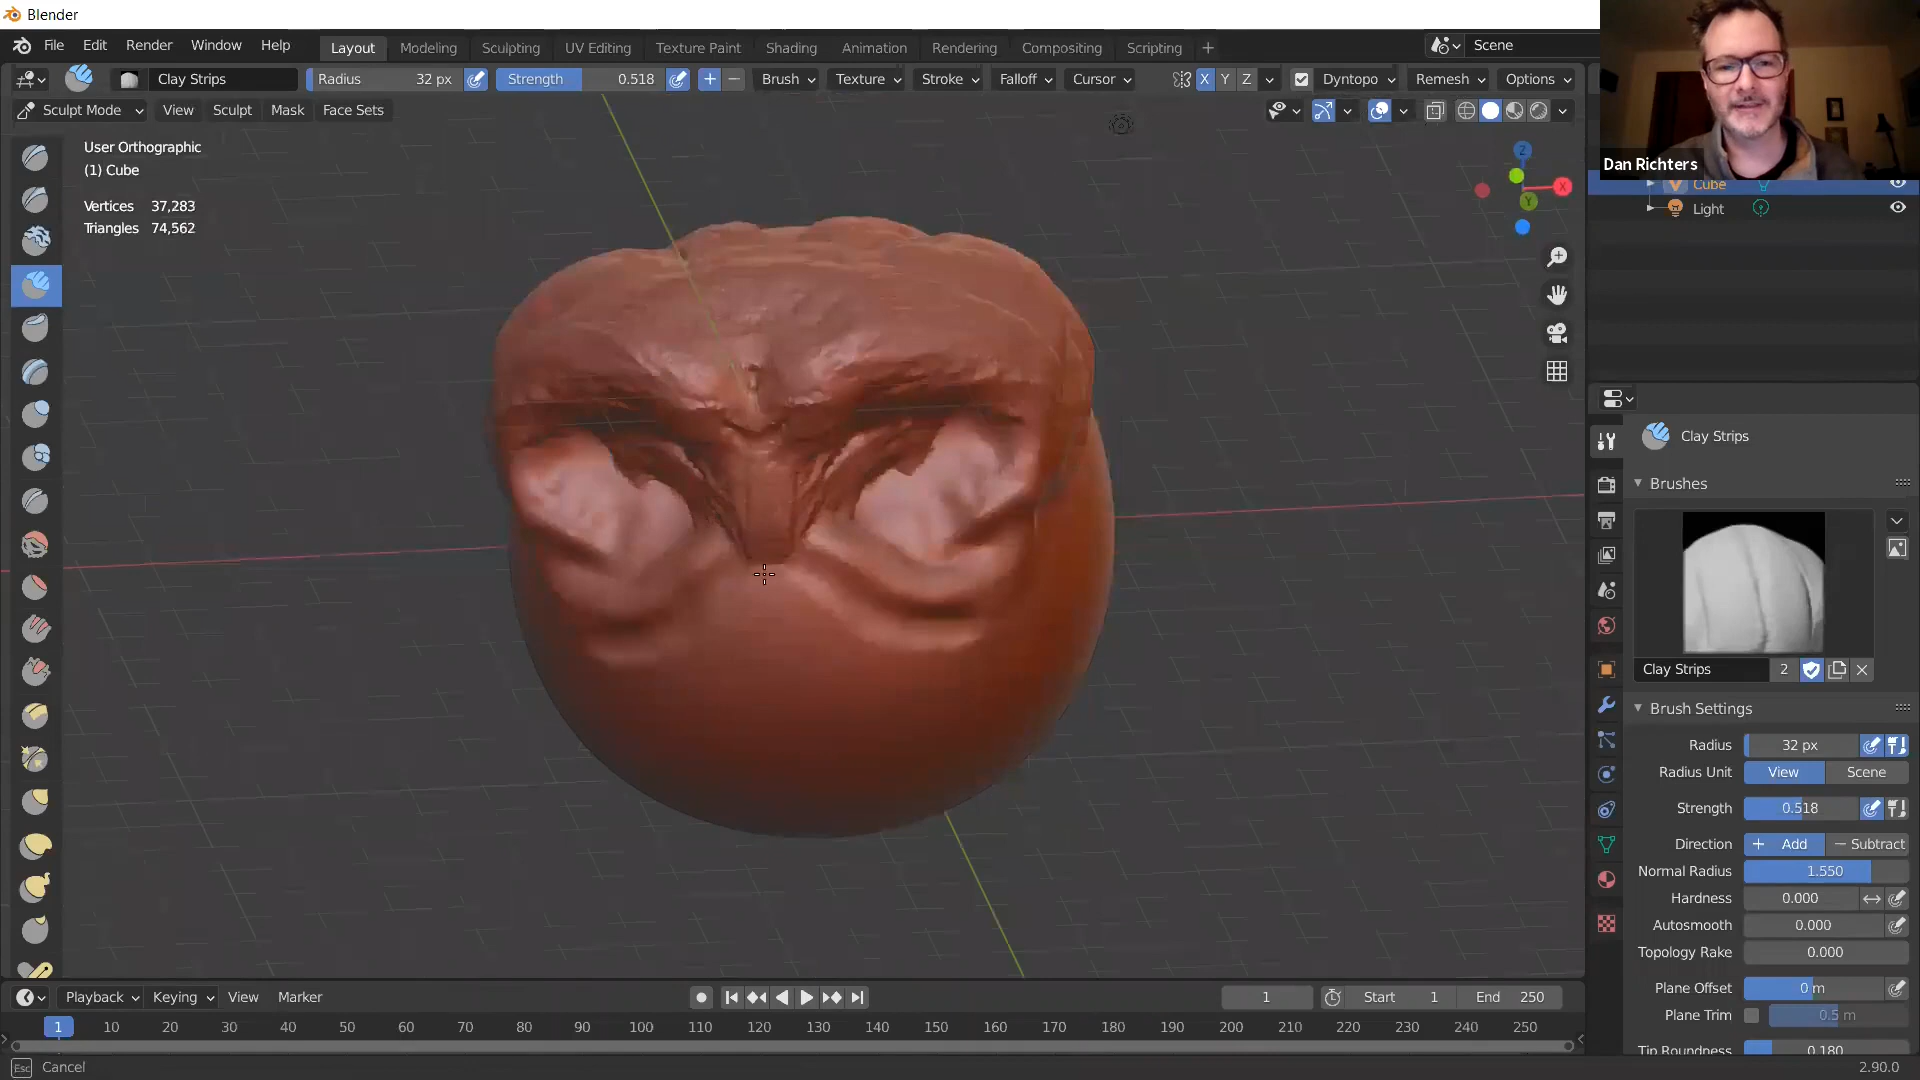 Blender
File Edit Render Window Help Layout Modeling Sculpting UV Editing Texture Paint Shading Animation Rendering Compositing Scripting + Scene
Clay Strips Radius 32 px Strength 0.518 Brush Texture Stroke Falloff Cursor X Y Z Dyntopo Remesh Options
Sculpt Mode View Sculpt Mask Face Sets
User Orthographic
(1) Cube
Vertices 37,283
Triangles 74,562
Z
X
Y
Dan Richters
Cube
Light
Clay Strips
Brushes
Clay Strips 2
Brush Settings
Radius 32 px
Radius Unit View Scene
Strength 0.518
Direction + Add − Subtract
Normal Radius 1.550
Hardness 0.000
Autosmooth 0.000
Topology Rake 0.000
Plane Offset 0 m
Plane Trim 0.5 m
Tip Roundness 0.180
Playback Keying View Marker 1 Start 1 End 250
1 10 20 30 40 50 60 70 80 90 100 110 120 130 140 150 160 170 180 190 200 210 220 230 240 250
Esc Cancel 2.90.0